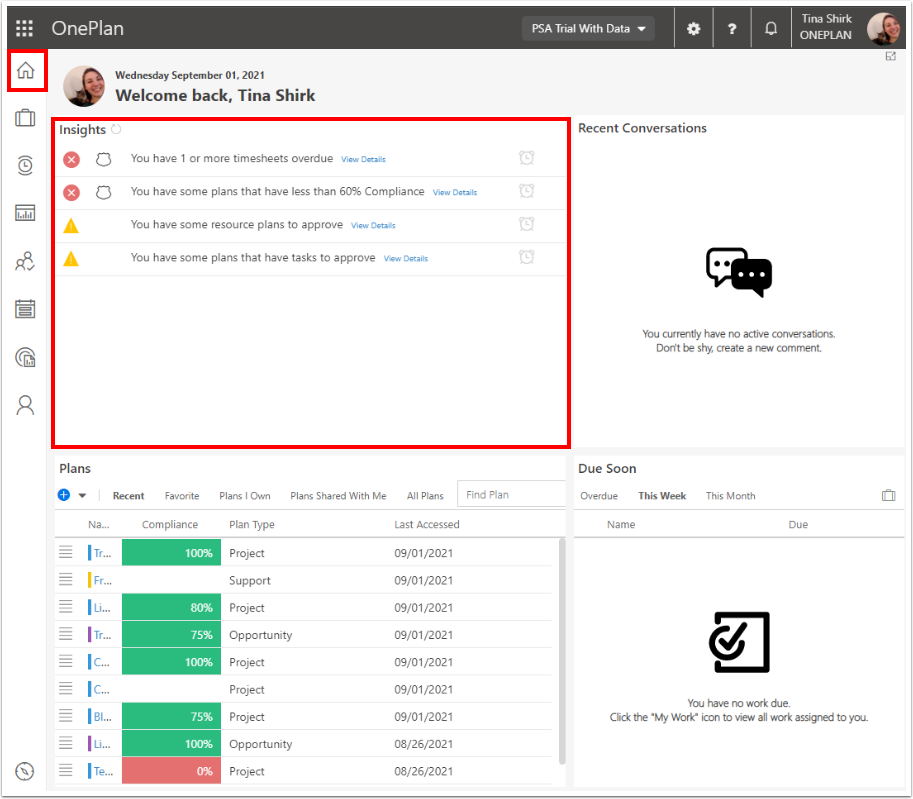 OnePlan
PSA Trial With Data
?
Tina Shirk
ONEPLAN
Wednesday September 01, 2021
Welcome back, Tina Shirk
Insights
You have 1 or more timesheets overdue View Details
You have some plans that have less than 60% Compliance View Details
You have some resource plans to approve View Details
You have some plans that have tasks to approve View Details
Recent Conversations
You currently have no active conversations.
Don't be shy, create a new comment.
Plans
Recent Favorite Plans I Own Plans Shared With Me All Plans Find Plan
Na... Compliance Plan Type Last Accessed
Tr... 100% Project 09/01/2021
Fr... Support 09/01/2021
Li... 80% Project 09/01/2021
Tr... 75% Opportunity 09/01/2021
C... 100% Project 09/01/2021
C... Project 09/01/2021
Bl... 75% Project 09/01/2021
Li... 100% Opportunity 08/26/2021
Te... 0% Project 08/26/2021
Due Soon
Overdue This Week This Month
Name Due
You have no work due.
Click the "My Work" icon to view all work assigned to you.